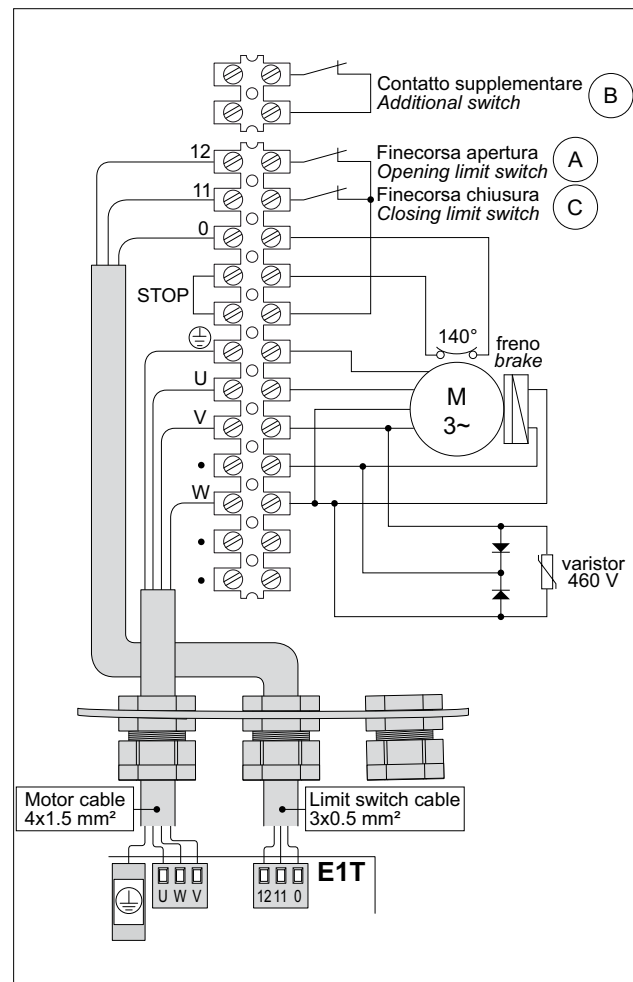 Contatto supplementare
Additional switch
B
12
Finecorsa apertura
Opening limit switch
A
11
Finecorsa chiusura
Closing limit switch
C
0
STOP
140°
freno
brake
U
M
3~
V
W
varistor
460 V
Motor cable
4x1.5 mm²
Limit switch cable
3x0.5 mm²
E1T
U W V
12 11 0